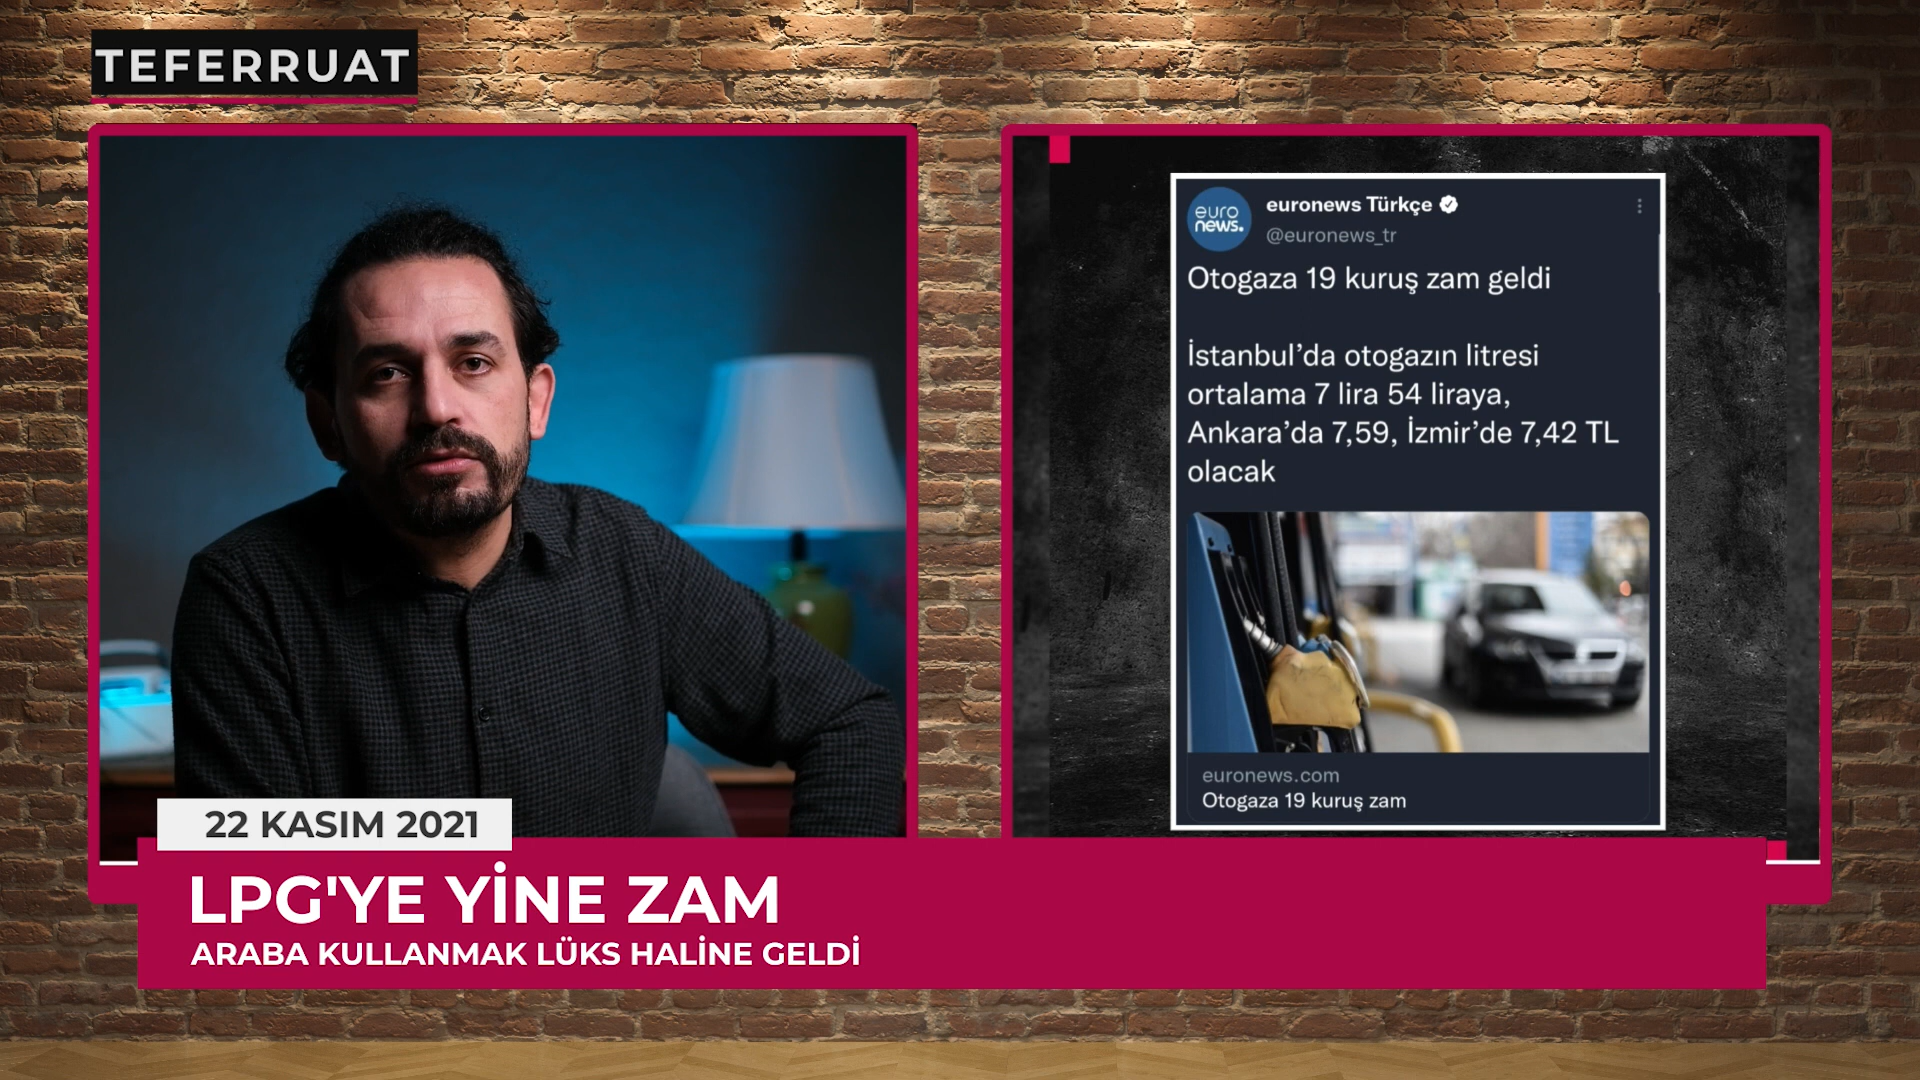 TEFERRUAT
euro
news.
euronews Türkçe
@euronews_tr
Otogaza 19 kuruş zam geldi
İstanbul’da otogazın litresi
ortalama 7 lira 54 liraya,
Ankara’da 7,59, İzmir’de 7,42 TL
olacak
euronews.com
Otogaza 19 kuruş zam
22 KASIM 2021
LPG'YE YİNE ZAM
ARABA KULLANMAK LÜKS HALİNE GELDİ